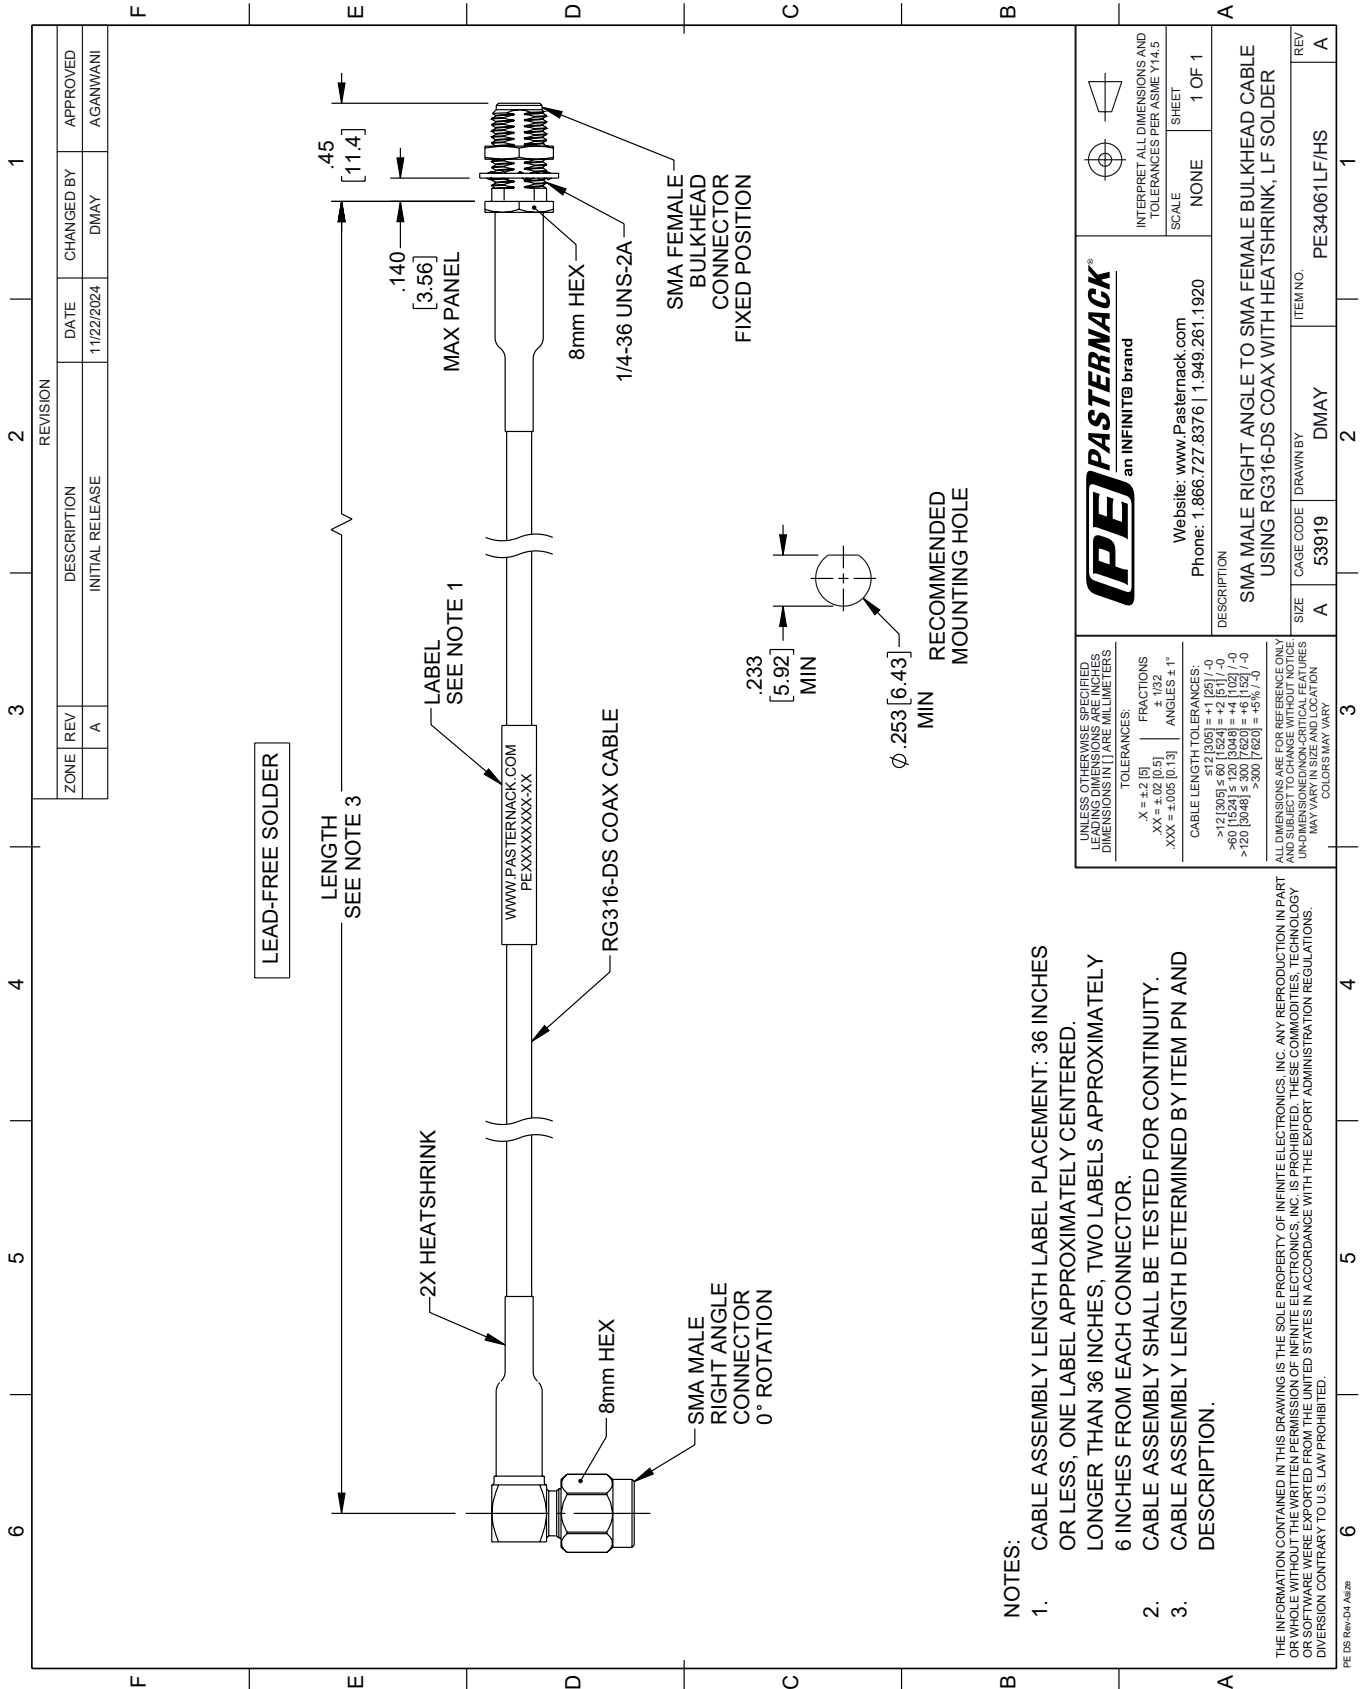 REVISION
ZONE REV DESCRIPTION DATE CHANGED BY APPROVED
A INITIAL RELEASE 11/22/2024 DMAY AGANWANI
6 5 4 3 2 1
F
E
D
C
B
A
LEAD-FREE SOLDER
LENGTH
SEE NOTE 3
.45
[11.4]
.140
[3.56]
MAX PANEL
2X HEATSHRINK
LABEL
SEE NOTE 1
WWW.PASTERNACK.COM
PEXXXXXXXXX-XX
8mm HEX
1/4-36 UNS-2A
8mm HEX
RG316-DS COAX CABLE
SMA FEMALE
BULKHEAD
CONNECTOR
FIXED POSITION
SMA MALE
RIGHT ANGLE
CONNECTOR
0° ROTATION
.233
[5.92]
MIN
Ø.253 [6.43]
MIN
RECOMMENDED
MOUNTING HOLE
NOTES:
1. CABLE ASSEMBLY LENGTH LABEL PLACEMENT: 36 INCHES
OR LESS, ONE LABEL APPROXIMATELY CENTERED.
LONGER THAN 36 INCHES, TWO LABELS APPROXIMATELY
6 INCHES FROM EACH CONNECTOR.
2. CABLE ASSEMBLY SHALL BE TESTED FOR CONTINUITY.
3. CABLE ASSEMBLY LENGTH DETERMINED BY ITEM PN AND
DESCRIPTION.
THE INFORMATION CONTAINED IN THIS DRAWING IS THE SOLE PROPERTY OF INFINITE ELECTRONICS, INC. ANY REPRODUCTION IN PART
OR WHOLE WITHOUT THE WRITTEN PERMISSION OF INFINITE ELECTRONICS, INC. IS PROHIBITED. THESE COMMODITIES, TECHNOLOGY
OR SOFTWARE WERE EXPORTED FROM THE UNITED STATES IN ACCORDANCE WITH THE EXPORT ADMINISTRATION REGULATIONS.
DIVERSION CONTRARY TO U.S. LAW PROHIBITED.
UNLESS OTHERWISE SPECIFIED
LEADING DIMENSIONS ARE INCHES
DIMENSIONS IN [ ] ARE MILLIMETERS
TOLERANCES:
.X = ±.2 [5] FRACTIONS
.XX = ±.02 [0.5] ± 1/32
.XXX = ±.005 [0.13] ANGLES ± 1°
CABLE LENGTH TOLERANCES:
≤12 [305] = +1 [25] / -0
>12 [305] ≤ 60 [1524] = +2 [51] / -0
>60 [1524] ≤ 120 [3048] = +4 [102] / -0
>120 [3048] ≤ 300 [7620] = +6 [152] / -0
>300 [7620] = +5% / -0
ALL DIMENSIONS ARE FOR REFERENCE ONLY
AND SUBJECT TO CHANGE WITHOUT NOTICE.
UN-DIMENSIONED/NON-CRITICAL FEATURES
MAY VARY IN SIZE AND LOCATION
COLORS MAY VARY
PE PASTERNACK®
an INFINIT@ brand
Website: www.Pasternack.com
Phone: 1.866.727.8376 | 1.949.261.1920
INTERPRET ALL DIMENSIONS AND
TOLERANCES PER ASME Y14.5
SCALE NONE
SHEET 1 OF 1
DESCRIPTION
SMA MALE RIGHT ANGLE TO SMA FEMALE BULKHEAD CABLE
USING RG316-DS COAX WITH HEATSHRINK, LF SOLDER
SIZE A
CAGE CODE 53919
DRAWN BY DMAY
ITEM NO. PE34061LF/HS
REV A
F
E
D
C
B
A
6 5 4 3 2 1
PE DS Rev-D4 Asize